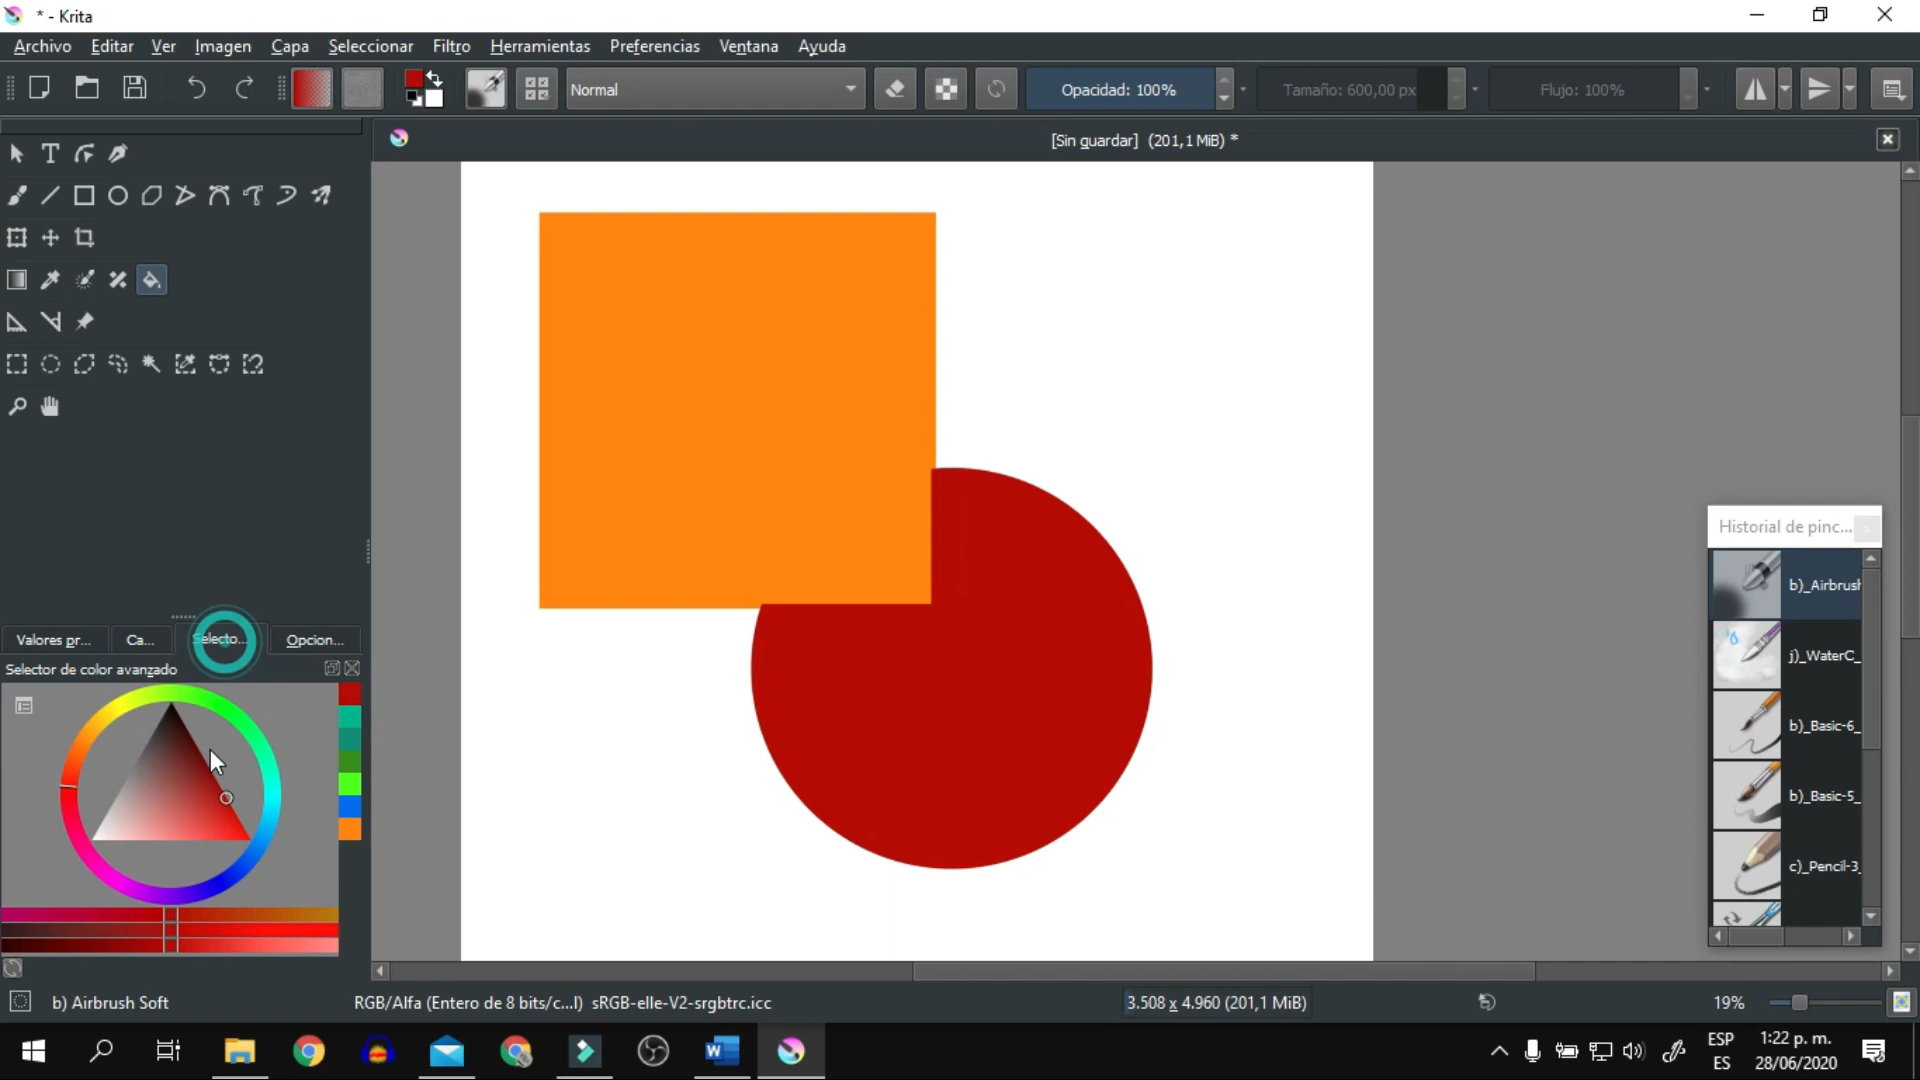 * - Krita
Archivo Editar Ver Imagen Capa Seleccionar Filtro Herramientas Preferencias Ventana Ayuda
Normal Opacidad: 100% Tamaño: 600,00 px Flujo: 100%
[Sin guardar] (201,1 MiB) *
Historial de pinc...
b)_Airbrush
j)_WaterC_
b)_Basic-6_
b)_Basic-5_
c)_Pencil-3_
Valores pr... Ca... Selecto... Opcion...
Selector de color avanzado
b) Airbrush Soft RGB/Alfa (Entero de 8 bits/c...l) sRGB-elle-V2-srgbtrc.icc 3.508 x 4.960 (201,1 MiB) 19%
ESP 1:22 p. m.
ES 28/06/2020